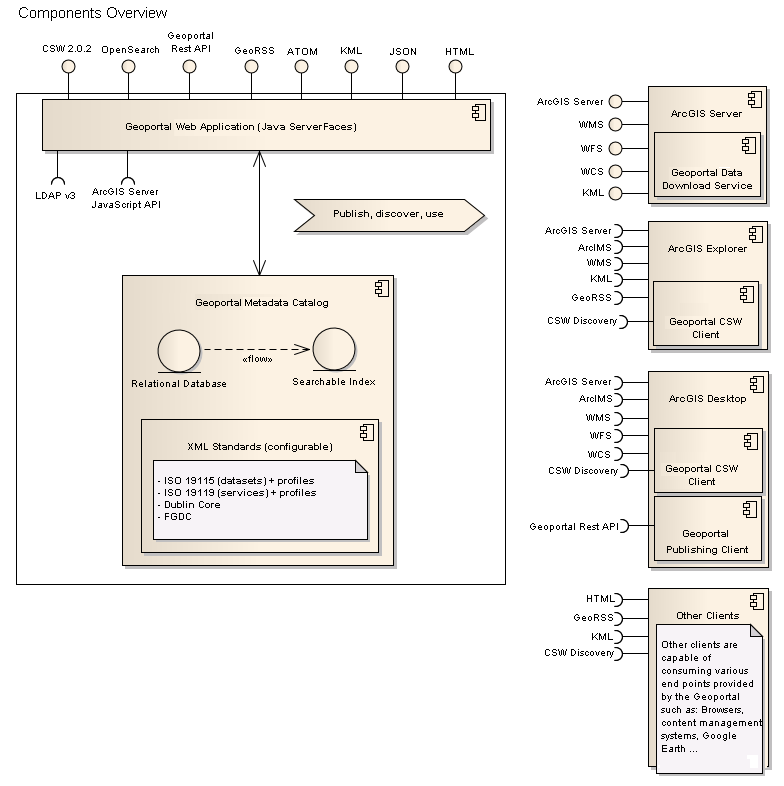 Components Overview
CSW 2.0.2
OpenSearch
Geoportal
Rest API
GeoRSS
ATOM
KML
JSON
HTML
Geoportal Web Application (Java ServerFaces)
LDAP v3
ArcGIS Server
JavaScript API
Publish, discover, use
Geoportal Metadata Catalog
Relational Database
«flow»
Searchable Index
XML Standards (configurable)
- ISO 19115 (datasets) + profiles
- ISO 19119 (services) + profiles
- Dublin Core
- FGDC
ArcGIS Server
WMS
WFS
WCS
KML
ArcGIS Server
Geoportal Data
Download Service
ArcGIS Server
ArcIMS
WMS
KML
GeoRSS
CSW Discovery
ArcGIS Explorer
Geoportal CSW
Client
ArcGIS Server
ArcIMS
WMS
WFS
WCS
CSW Discovery
Geoportal Rest API
ArcGIS Desktop
Geoportal CSW
Client
Geoportal
Publishing Client
HTML
GeoRSS
KML
CSW Discovery
Other Clients
Other clients are
capable of
consuming various
end points provided
by the Geoportal
such as: Browsers,
content management
systems, Google
Earth ...